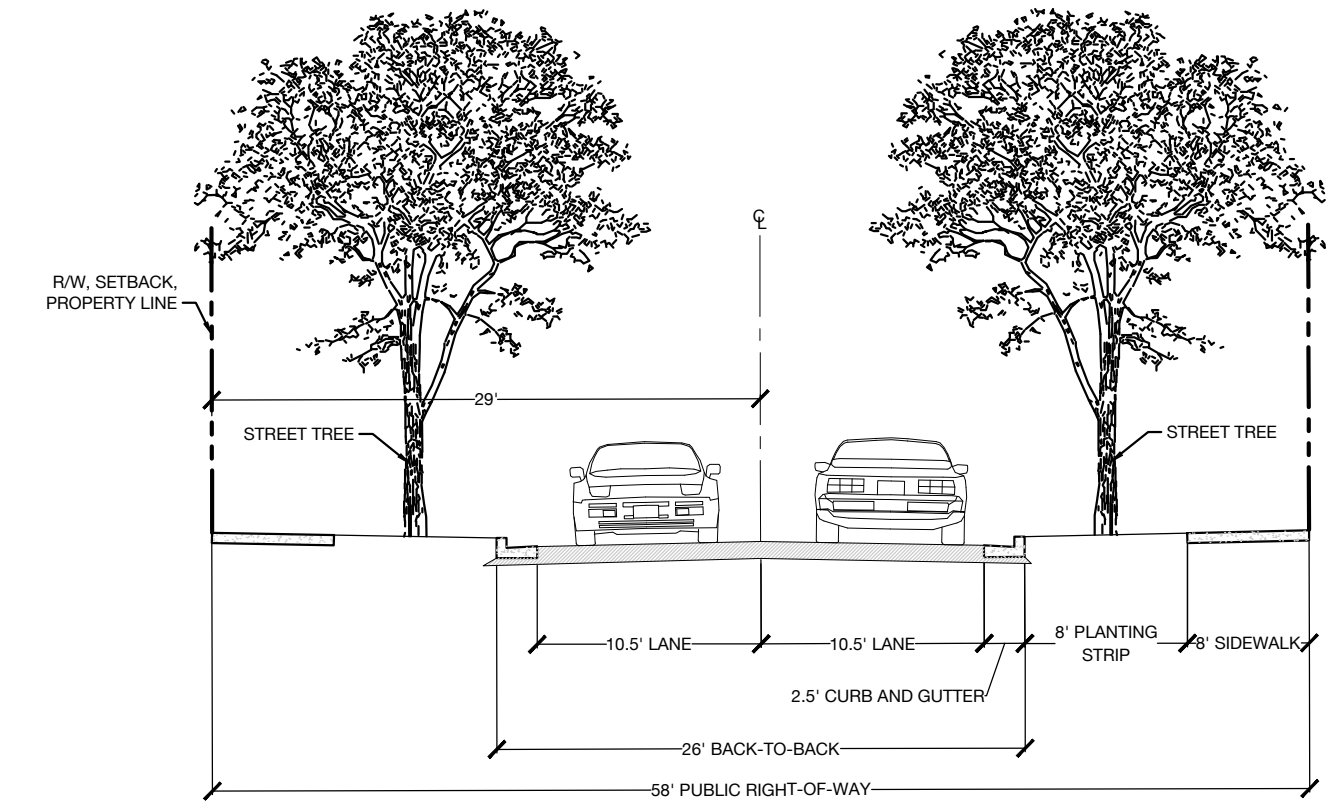 ℄
R/W, SETBACK,
PROPERTY LINE
29'
STREET TREE
STREET TREE
10.5' LANE
10.5' LANE
8' PLANTING
STRIP
8' SIDEWALK
2.5' CURB AND GUTTER
26' BACK-TO-BACK
58' PUBLIC RIGHT-OF-WAY